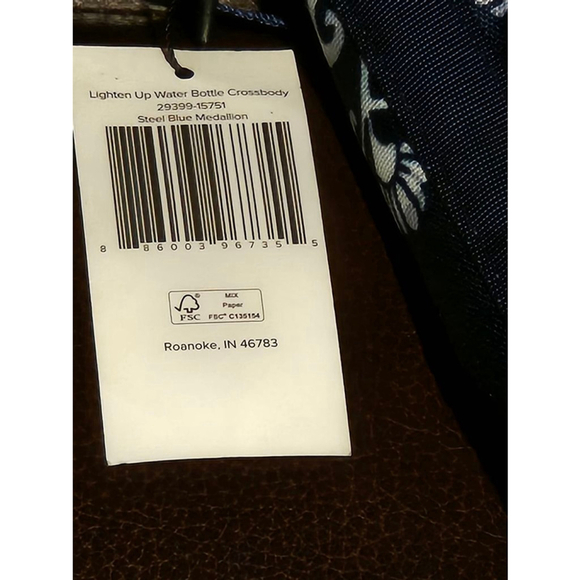 Lighten Up Water Bottle Crossbody
29399-15751
Steel Blue Medallion
8 86003 96735 5
FSC
MIX
Paper
FSC® C135154
Roanoke, IN 46783